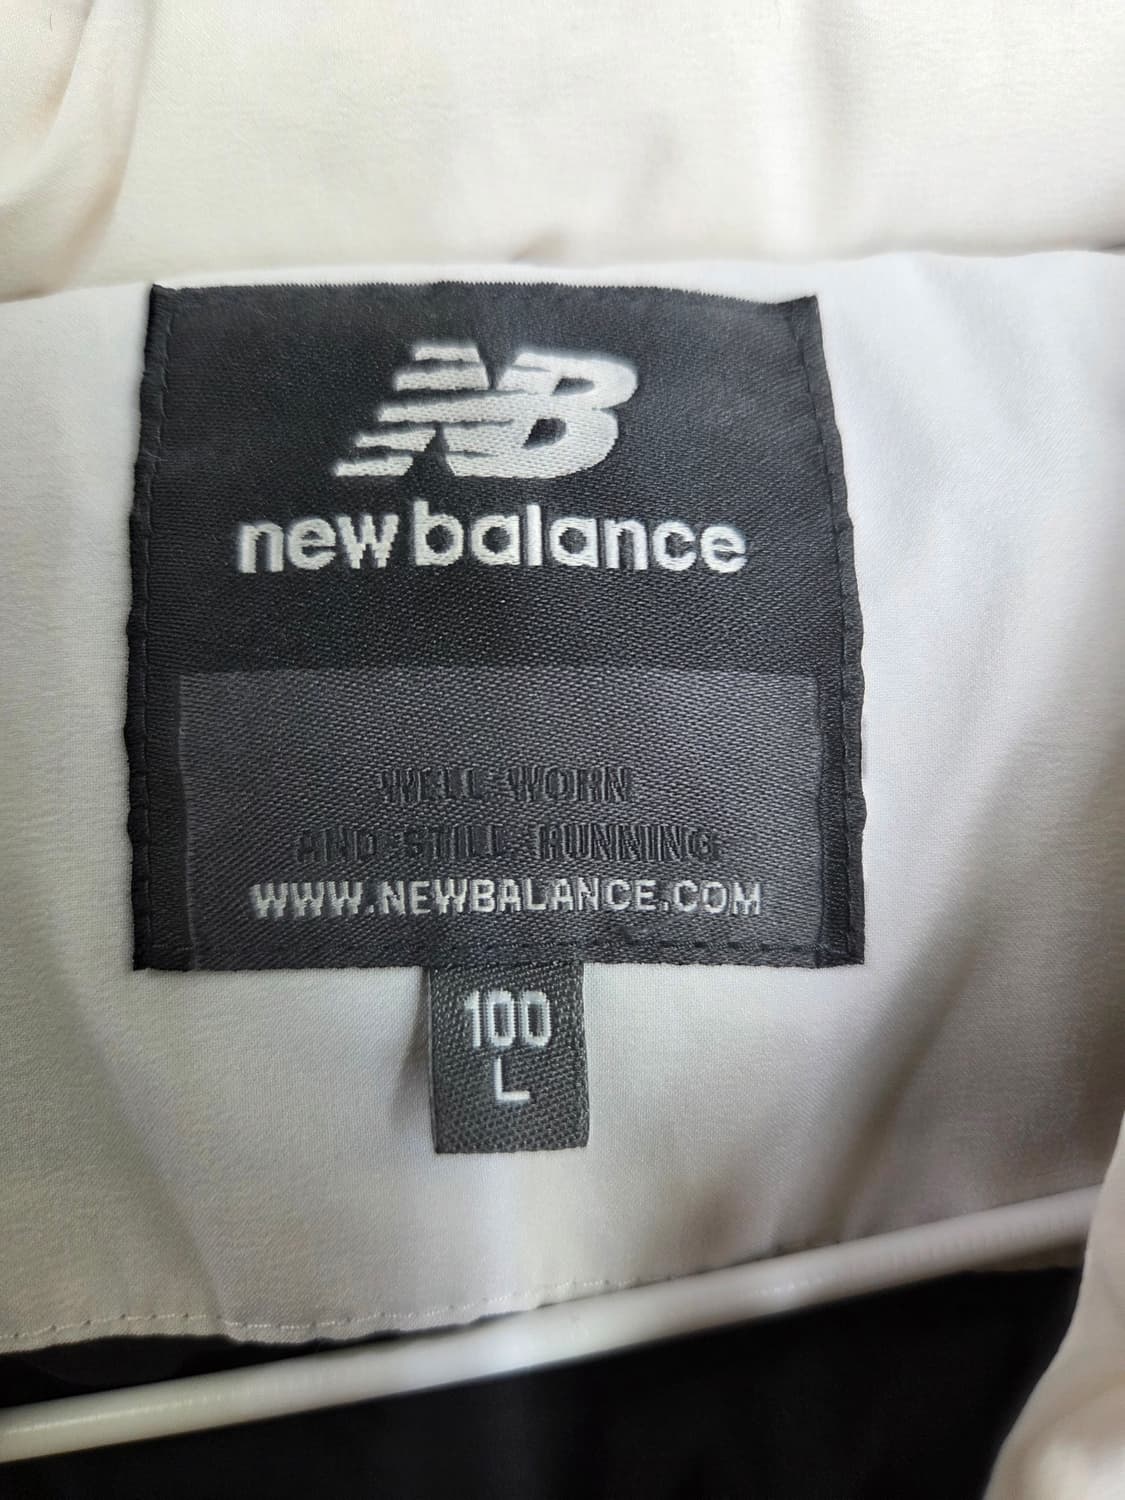 NB
new balance
WELL WORN
AND STILL RUNNING
WWW.NEWBALANCE.COM
100
L